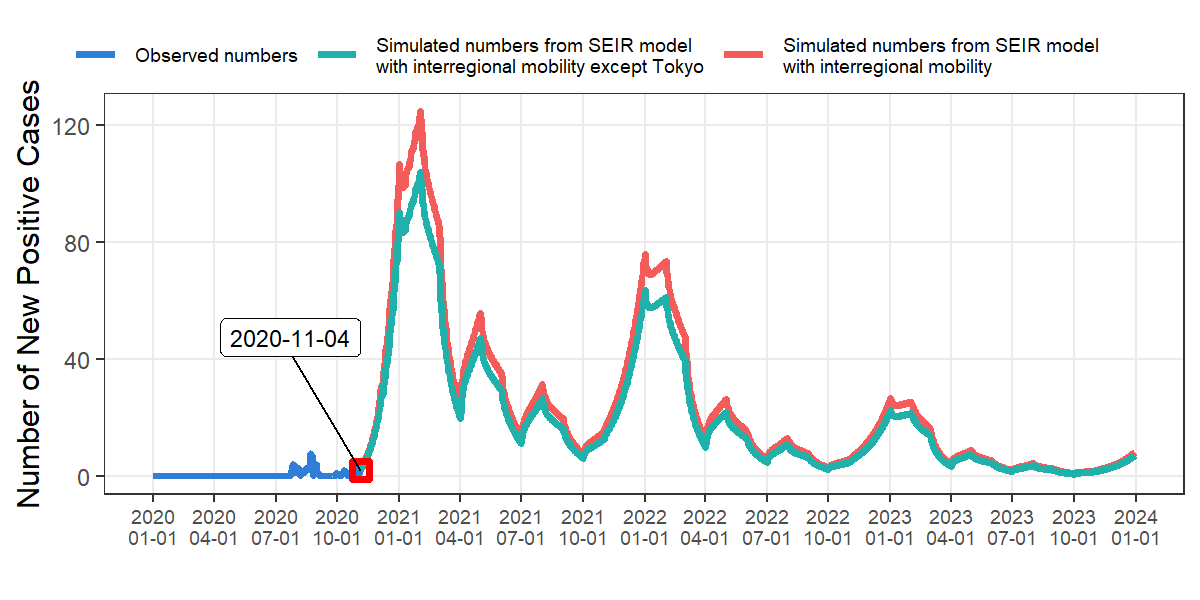 Observed numbers
Simulated numbers from SEIR model
with interregional mobility except Tokyo
Simulated numbers from SEIR model
with interregional mobility
Number of New Positive Cases
120
80
40
0
2020-11-04
2020 2020 2020 2020 2021 2021 2021 2021 2022 2022 2022 2022 2023 2023 2023 2023 2024
01-01 04-01 07-01 10-01 01-01 04-01 07-01 10-01 01-01 04-01 07-01 10-01 01-01 04-01 07-01 10-01 01-01